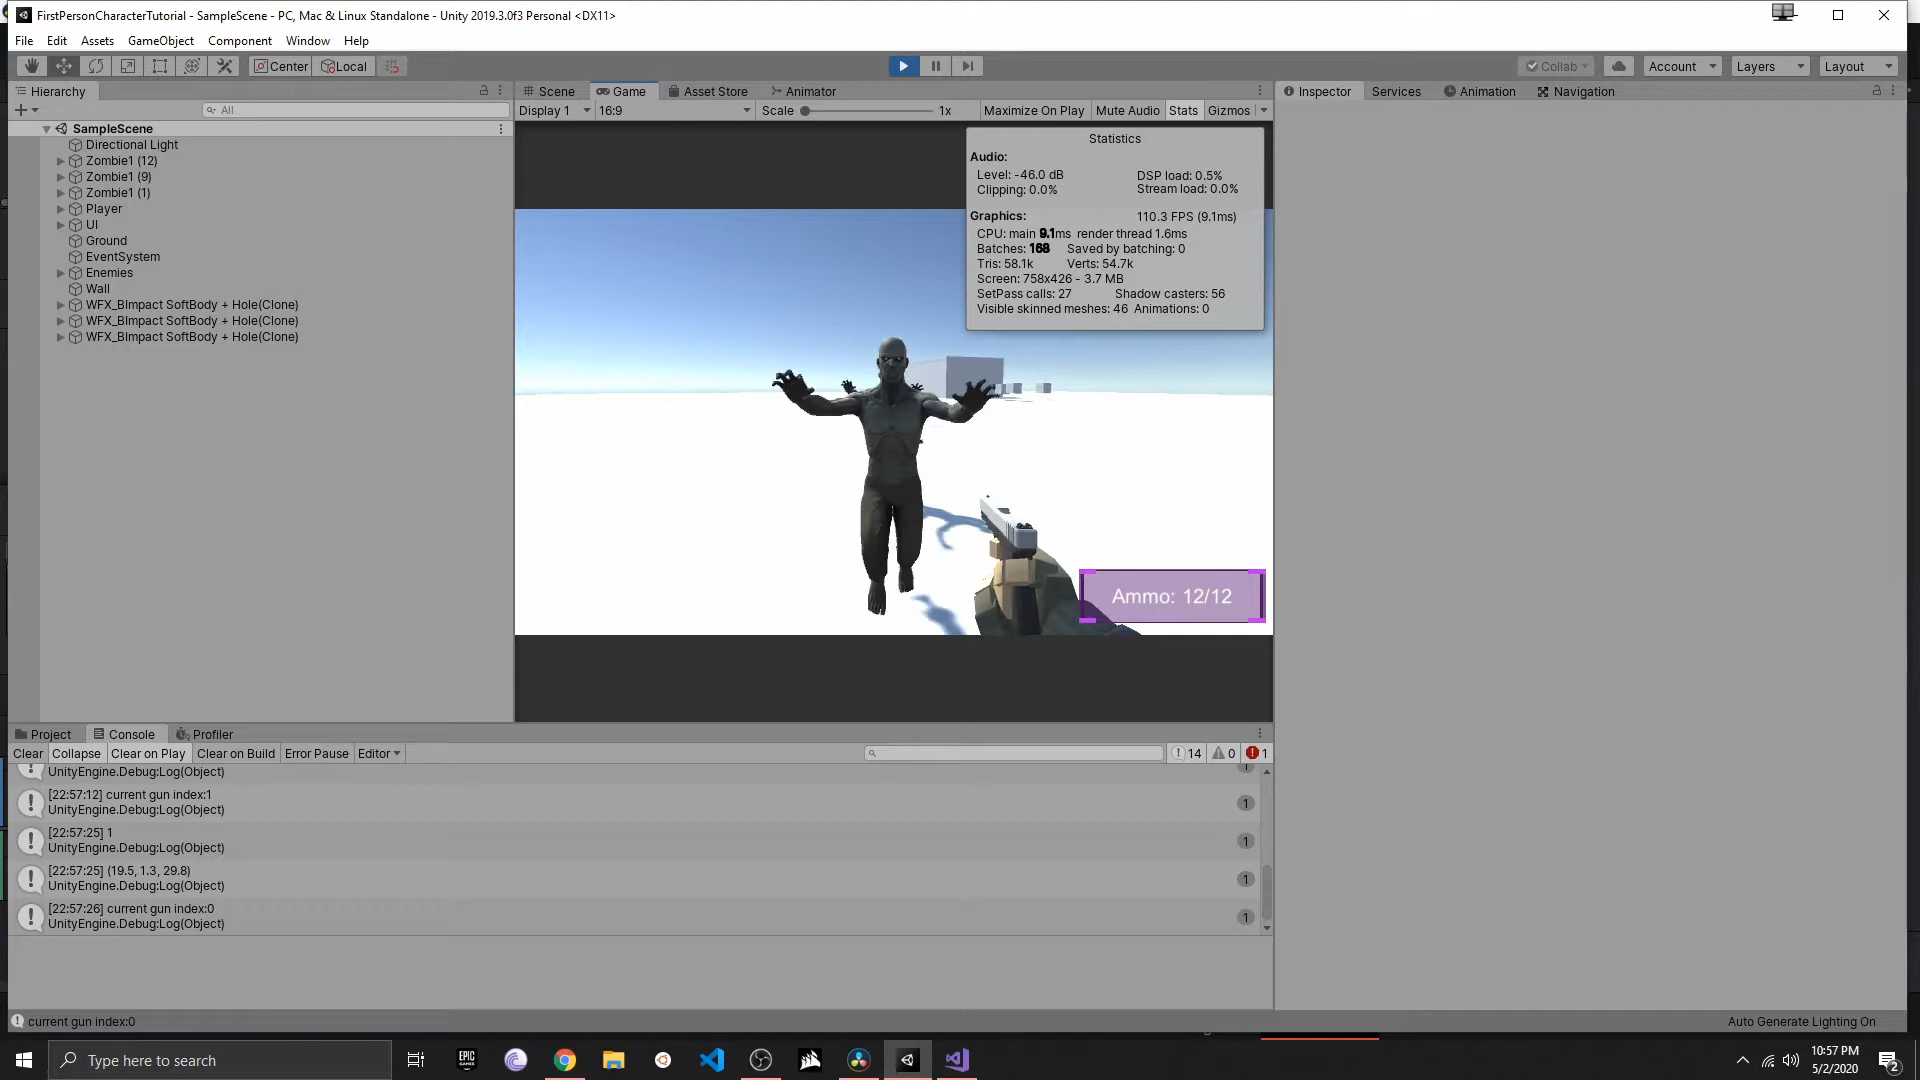 FirstPersonCharacterTutorial - SampleScene - PC, Mac & Linux Standalone - Unity 2019.3.0f3 Personal <DX11>
File Edit Assets GameObject Component Window Help
Center Local Collab Account Layers Layout
Hierarchy
All
SampleScene
Directional Light
Zombie1 (12)
Zombie1 (9)
Zombie1 (1)
Player
UI
Ground
EventSystem
Enemies
Wall
WFX_BImpact SoftBody + Hole(Clone)
WFX_BImpact SoftBody + Hole(Clone)
WFX_BImpact SoftBody + Hole(Clone)
Scene Game Asset Store Animator
Display 1 16:9 Scale 1x Maximize On Play Mute Audio Stats Gizmos
Statistics
Audio:
Level: -46.0 dB DSP load: 0.5%
Clipping: 0.0% Stream load: 0.0%
Graphics: 110.3 FPS (9.1ms)
CPU: main 9.1ms render thread 1.6ms
Batches: 168 Saved by batching: 0
Tris: 58.1k Verts: 54.7k
Screen: 758x426 - 3.7 MB
SetPass calls: 27 Shadow casters: 56
Visible skinned meshes: 46 Animations: 0
Ammo: 12/12
Inspector Services Animation Navigation
Project Console Profiler
Clear Collapse Clear on Play Clear on Build Error Pause Editor 14 0 1
UnityEngine.Debug:Log(Object) 1
[22:57:12] current gun index:1
UnityEngine.Debug:Log(Object) 1
[22:57:25] 1
UnityEngine.Debug:Log(Object) 1
[22:57:25] (19.5, 1.3, 29.8)
UnityEngine.Debug:Log(Object) 1
[22:57:26] current gun index:0
UnityEngine.Debug:Log(Object) 1
current gun index:0 Auto Generate Lighting On
Type here to search
EPIC GAMES
10:57 PM
5/2/2020
2